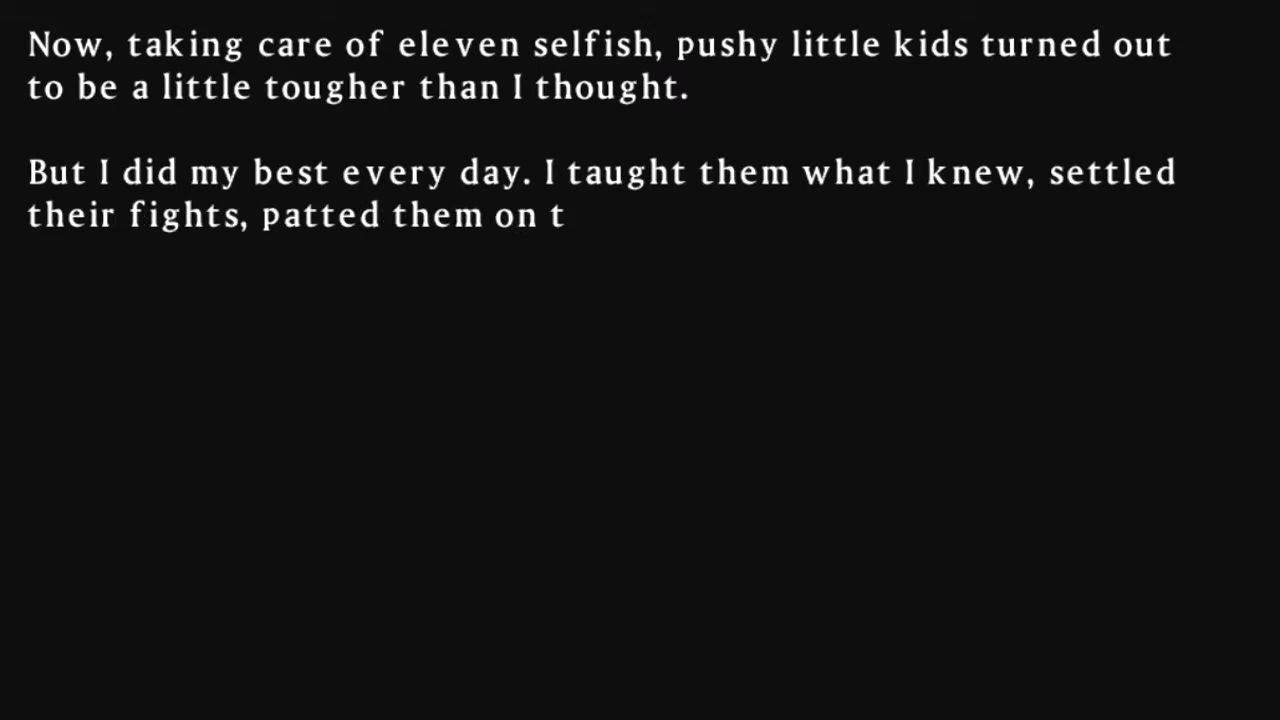 Now, taking care of eleven selfish, pushy little kids turned out
to be a little tougher than I thought.
But I did my best every day. I taught them what I knew, settled
their fights, patted them on t